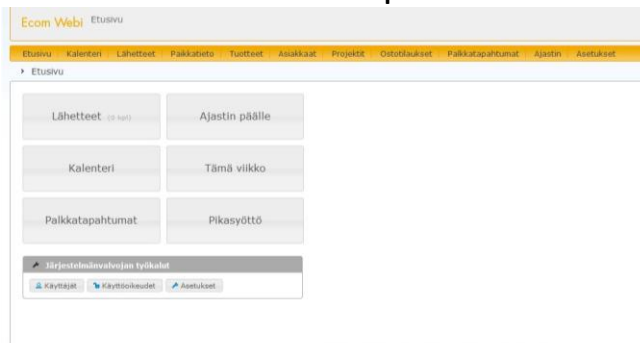 Ecom Webi Etusivu
Etusivu Kalenteri Lähetteet Paikkatieto Tuotteet Asiakkaat Projektit Ostotilaukset Palkkatapahtumat Ajastin Asetukset
Etusivu
Lähetteet Ajastin päälle
Kalenteri Tämä viikko
Palkkatapahtumat Pikasyöttö
Järjestelmänvalvojan työkalut
Käyttäjät Käyttöoikeudet Asetukset